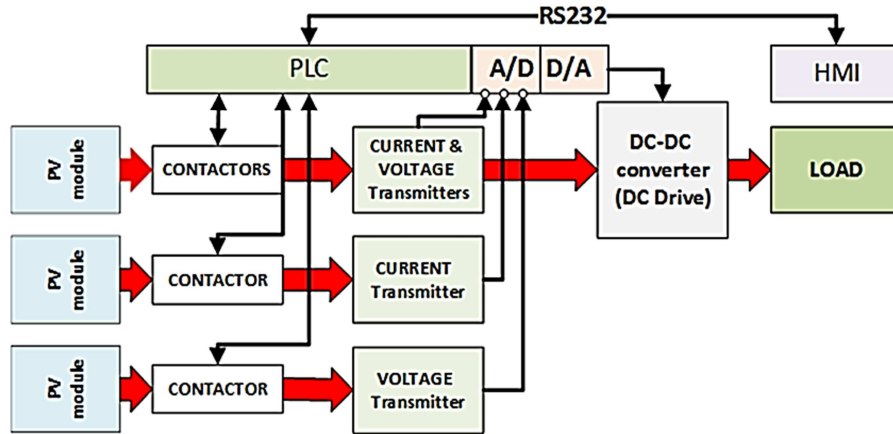 RS232
PLC
A/D
D/A
HMI
PV
module
CONTACTORS
CURRENT &
VOLTAGE
Transmitters
DC-DC
converter
(DC Drive)
LOAD
PV
module
CONTACTOR
CURRENT
Transmitter
PV
module
CONTACTOR
VOLTAGE
Transmitter